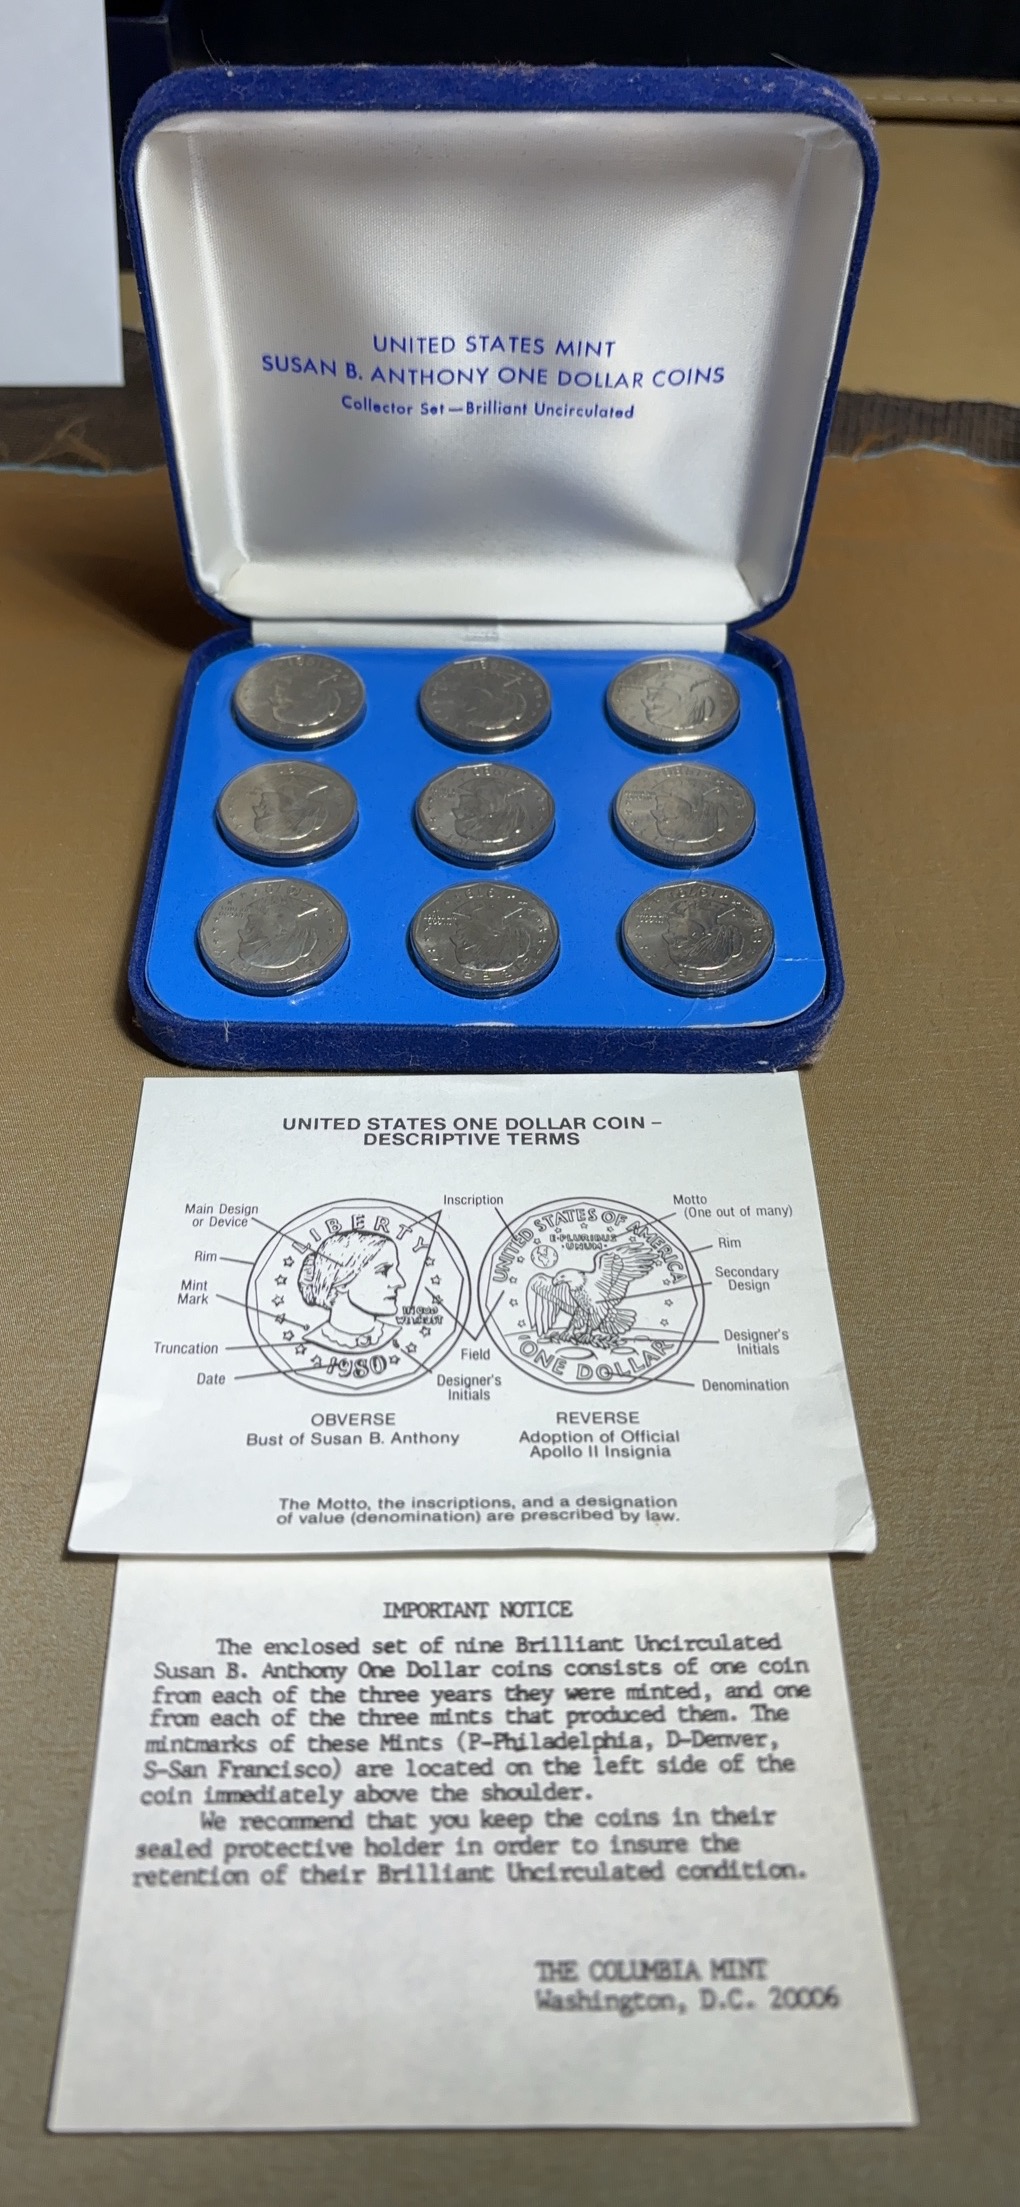 UNITED STATES MINT
SUSAN B. ANTHONY ONE DOLLAR COINS
Collector Set—Brilliant Uncirculated
UNITED STATES ONE DOLLAR COIN –
DESCRIPTIVE TERMS
Main Design
or Device
Rim
Mint
Mark
Truncation
Date
Inscription
Field
Designer's
Initials
LIBERTY
IN GOD
WE TRUST
1980
UNITED STATES OF AMERICA
E·PLURIBUS
·UNUM·
ONE DOLLAR
Motto
(One out of many)
Rim
Secondary
Design
Designer's
Initials
Denomination
OBVERSE
Bust of Susan B. Anthony
REVERSE
Adoption of Official
Apollo II Insignia
The Motto, the inscriptions, and a designation
of value (denomination) are prescribed by law.
IMPORTANT NOTICE
The enclosed set of nine Brilliant Uncirculated
Susan B. Anthony One Dollar coins consists of one coin
from each of the three years they were minted, and one
from each of the three mints that produced them. The
mintmarks of these Mints (P-Philadelphia, D-Denver,
S-San Francisco) are located on the left side of the
coin immediately above the shoulder.
We recommend that you keep the coins in their
sealed protective holder in order to insure the
retention of their Brilliant Uncirculated condition.
THE COLUMBIA MINT
Washington, D.C. 20006